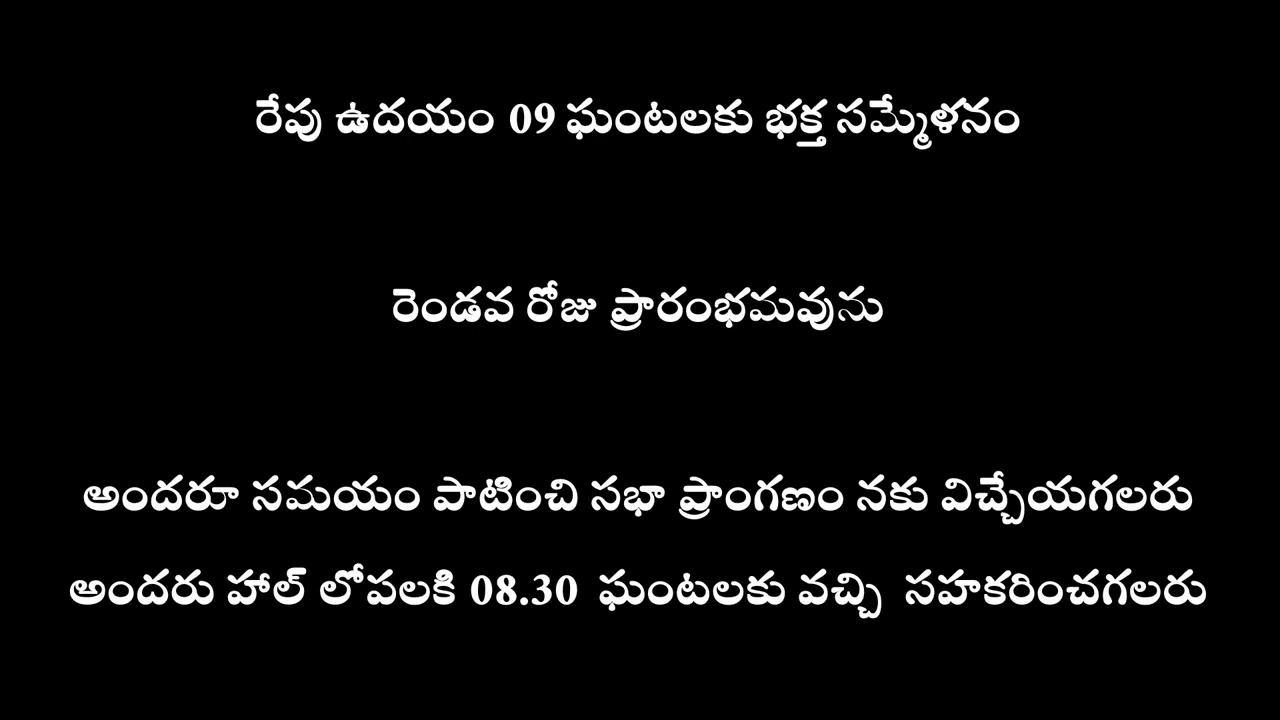 రేపు ఉదయం 09 ఘంటలకు భక్త సమ్మేళనం
రెండవ రోజు ప్రారంభమవును
అందరూ సమయం పాటించి సభా ప్రాంగణం నకు విచ్చేయగలరు
అందరు హాల్ లోపలకి 08.30 ఘంటలకు వచ్చి సహకరించగలరు